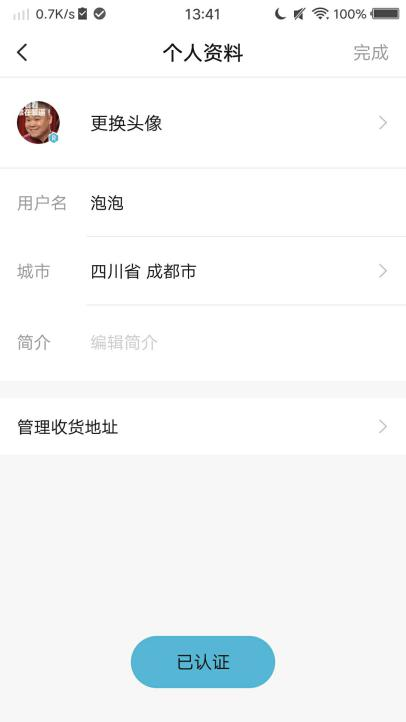 0.7K/s 13:41 100%
个人资料 完成
更换头像
用户名 泡泡
城市 四川省 成都市
简介 编辑简介
管理收货地址
已认证